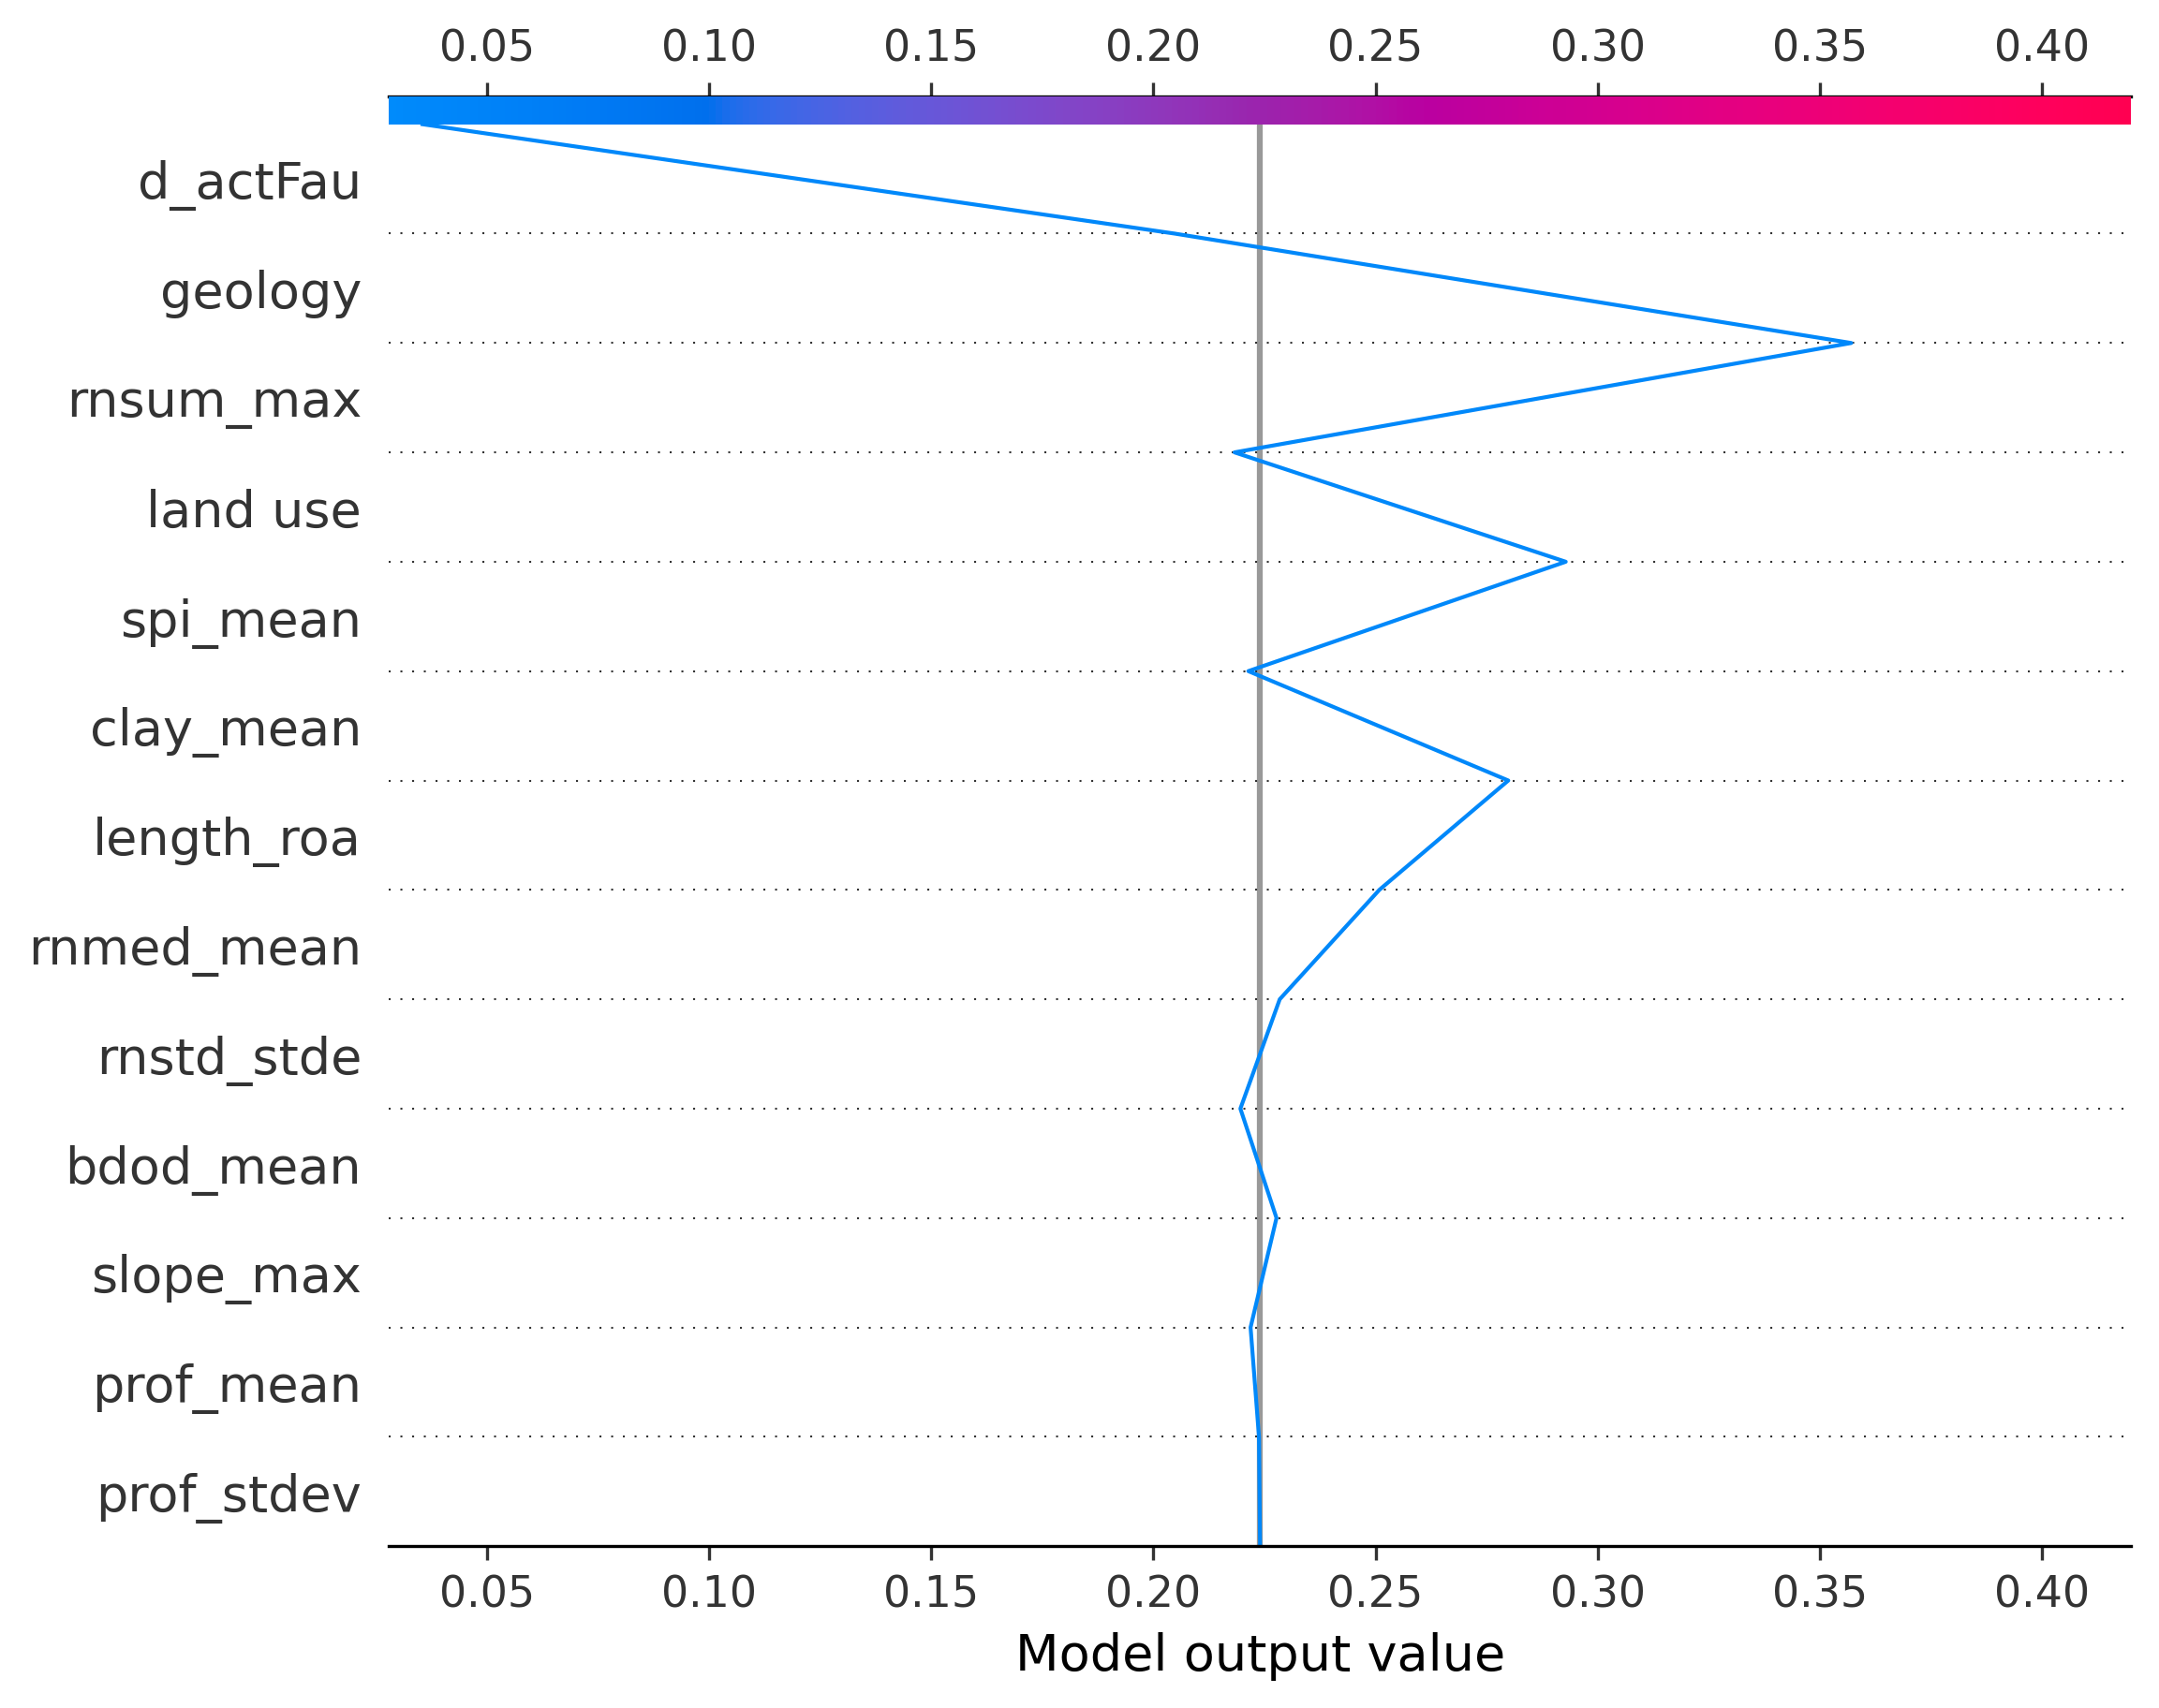 0.05 0.10 0.15 0.20 0.25 0.30 0.35 0.40
d_actFau
geology
rnsum_max
land use
spi_mean
clay_mean
length_roa
rnmed_mean
rnstd_stde
bdod_mean
slope_max
prof_mean
prof_stdev
0.05 0.10 0.15 0.20 0.25 0.30 0.35 0.40
Model output value